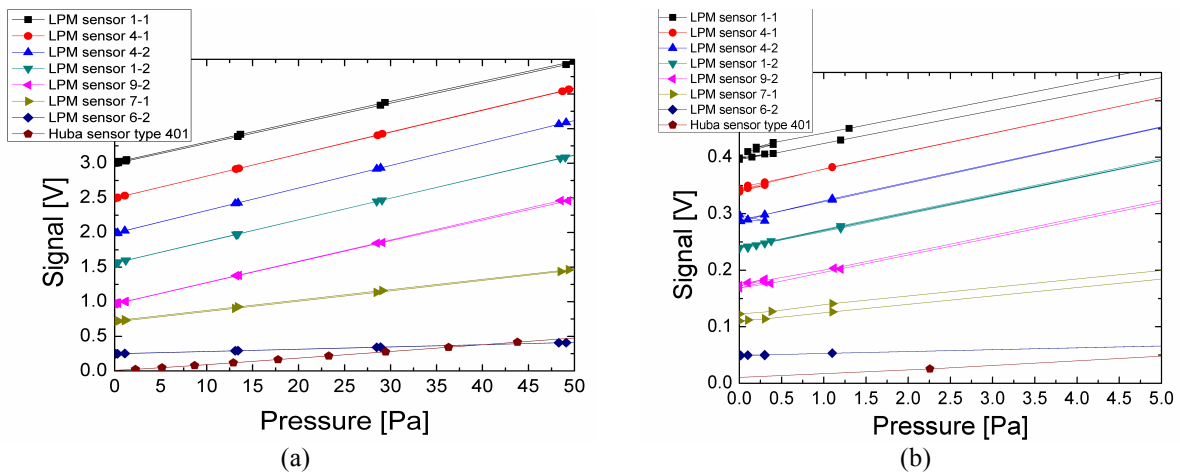 LPM sensor 1-1
LPM sensor 4-1
LPM sensor 4-2
LPM sensor 1-2
LPM sensor 9-2
LPM sensor 7-1
LPM sensor 6-2
Huba sensor type 401
3.0
2.5
2.0
1.5
1.0
0.5
0.0
Signal [V]
0 5 10 15 20 25 30 35 40 45 50
Pressure [Pa]
(a)
LPM sensor 1-1
LPM sensor 4-1
LPM sensor 4-2
LPM sensor 1-2
LPM sensor 9-2
LPM sensor 7-1
LPM sensor 6-2
Huba sensor type 401
0.4
0.3
0.2
0.1
0.0
Signal [V]
0.0 0.5 1.0 1.5 2.0 2.5 3.0 3.5 4.0 4.5 5.0
Pressure [Pa]
(b)